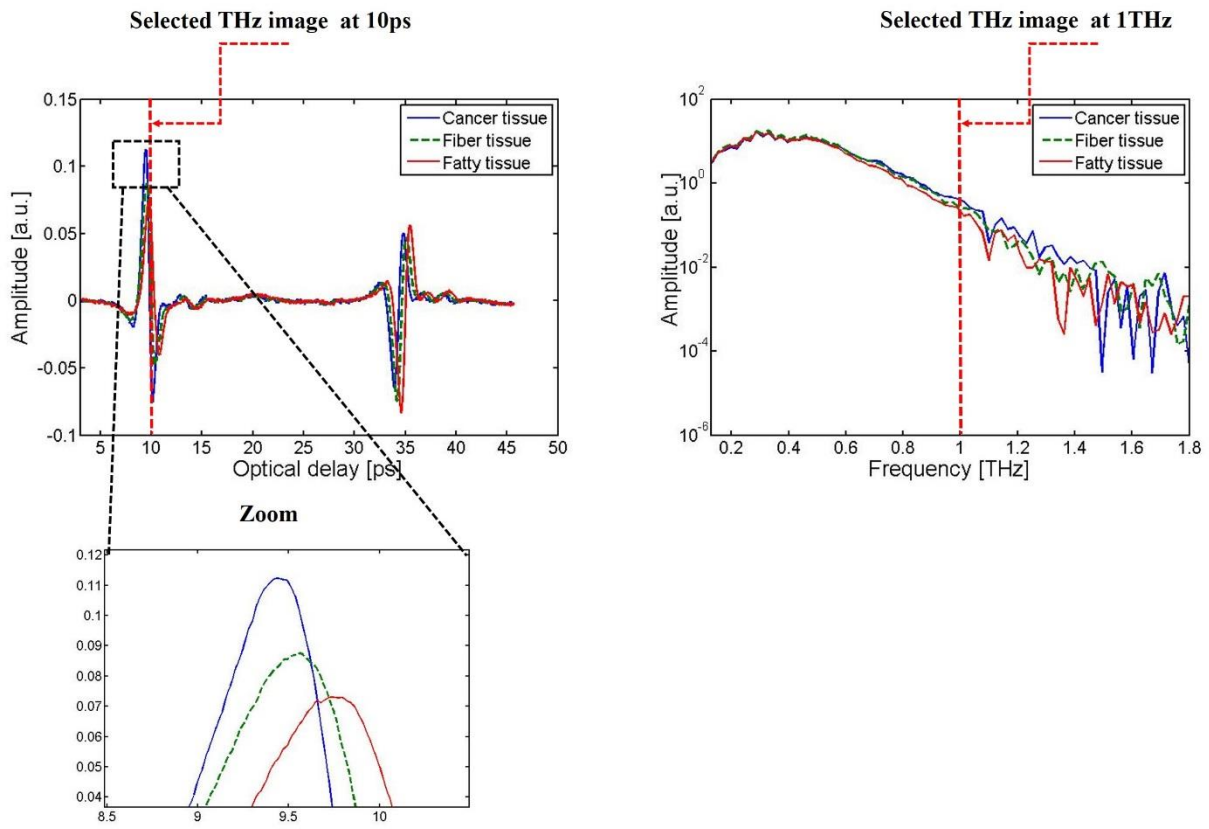 Selected THz image at 10ps
0.15
0.1
0.05
0
-0.05
-0.1
Amplitude [a.u.]
Cancer tissue
Fiber tissue
Fatty tissue
5 10 15 20 25 30 35 40 45 50
Optical delay [ps]
Selected THz image at 1THz
10^2
10^0
10^-2
10^-4
10^-6
Amplitude [a.u.]
Cancer tissue
Fiber tissue
Fatty tissue
0.2 0.4 0.6 0.8 1.0 1.2 1.4 1.6 1.8
Frequency [THz]
Zoom
0.12
0.11
0.1
0.09
0.08
0.07
0.06
0.05
0.04
8.5 9 9.5 10